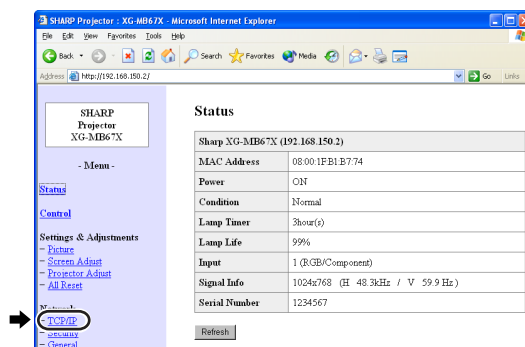 SHARP Projector : XG-MB67X - Microsoft Internet Explorer
File Edit View Favorites Tools Help
Back Search Favorites Media
Address http://192.168.150.2/ Go Links
SHARP
Projector
XG-MB67X
- Menu -
Status
Control
Settings & Adjustments
- Picture
- Screen Adjust
- Projector Adjust
- All Reset
Network
- TCP/IP
- Security
- General
Status
Sharp XG-MB67X (192.168.150.2)
MAC Address 08:00:1F:B1:B7:74
Power ON
Condition Normal
Lamp Timer 3hour(s)
Lamp Life 99%
Input 1 (RGB/Component)
Signal Info 1024x768 (H 48.3kHz / V 59.9 Hz )
Serial Number 1234567
Refresh